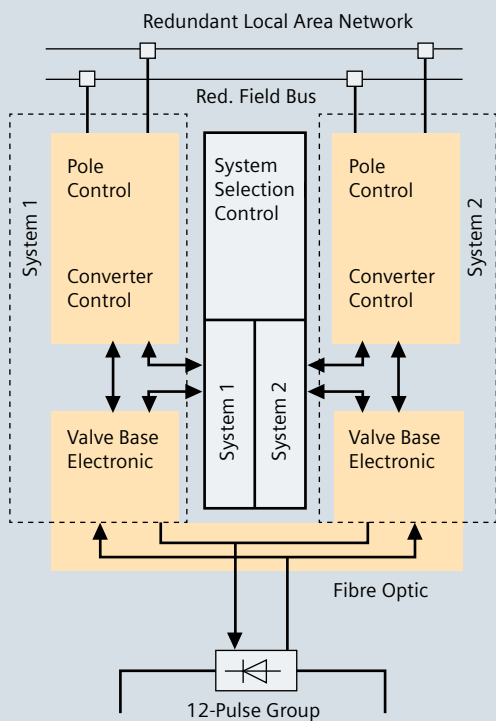 Redundant Local Area Network
Red. Field Bus
System 1
Pole
Control
Converter
Control
System
Selection
Control
Pole
Control
Converter
Control
System 2
System 1
System 2
Valve Base
Electronic
Valve Base
Electronic
Fibre Optic
12-Pulse Group